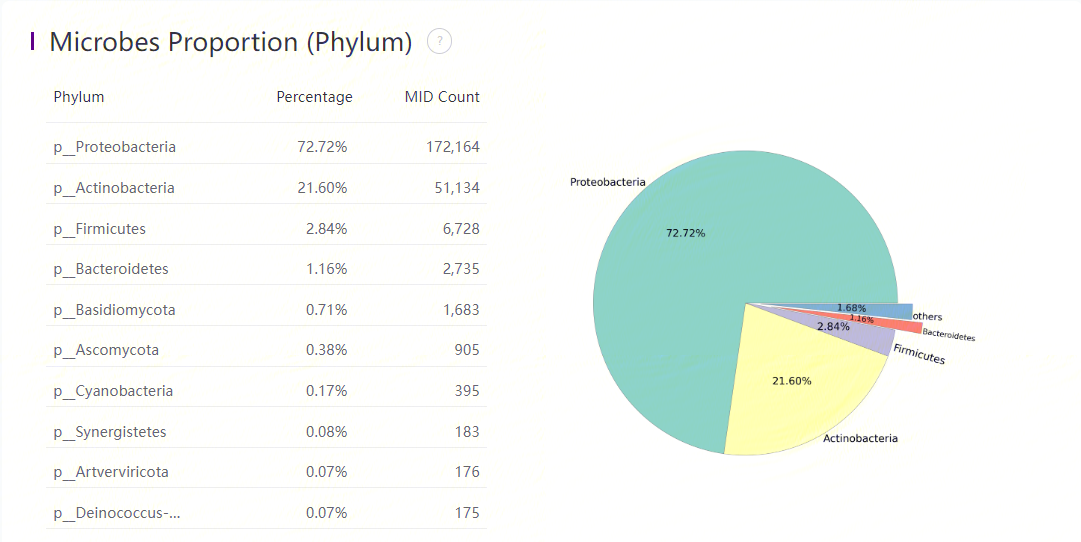 Microbes Proportion (Phylum) ?
Phylum Percentage MID Count
p__Proteobacteria 72.72% 172,164
p__Actinobacteria 21.60% 51,134
p__Firmicutes 2.84% 6,728
p__Bacteroidetes 1.16% 2,735
p__Basidiomycota 0.71% 1,683
p__Ascomycota 0.38% 905
p__Cyanobacteria 0.17% 395
p__Synergistetes 0.08% 183
p__Artverviricota 0.07% 176
p__Deinococcus-... 0.07% 175
Proteobacteria
72.72%
1.68%
others
1.16%
Bacteroidetes
2.84%
Firmicutes
21.60%
Actinobacteria